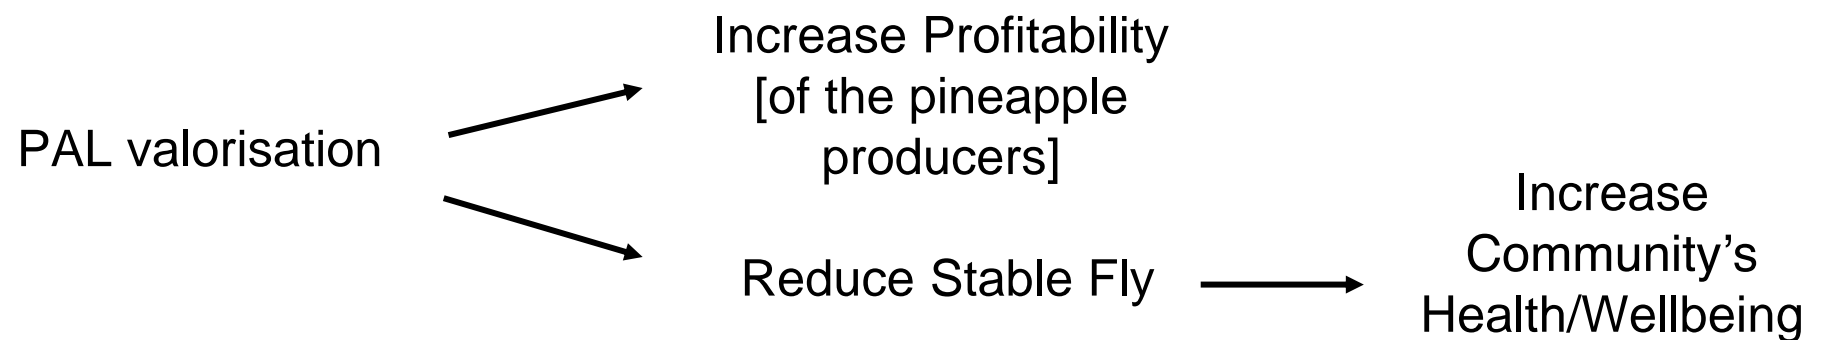 PAL valorisation
Increase Profitability
[of the pineapple
producers]
Reduce Stable Fly
Increase
Community’s
Health/Wellbeing